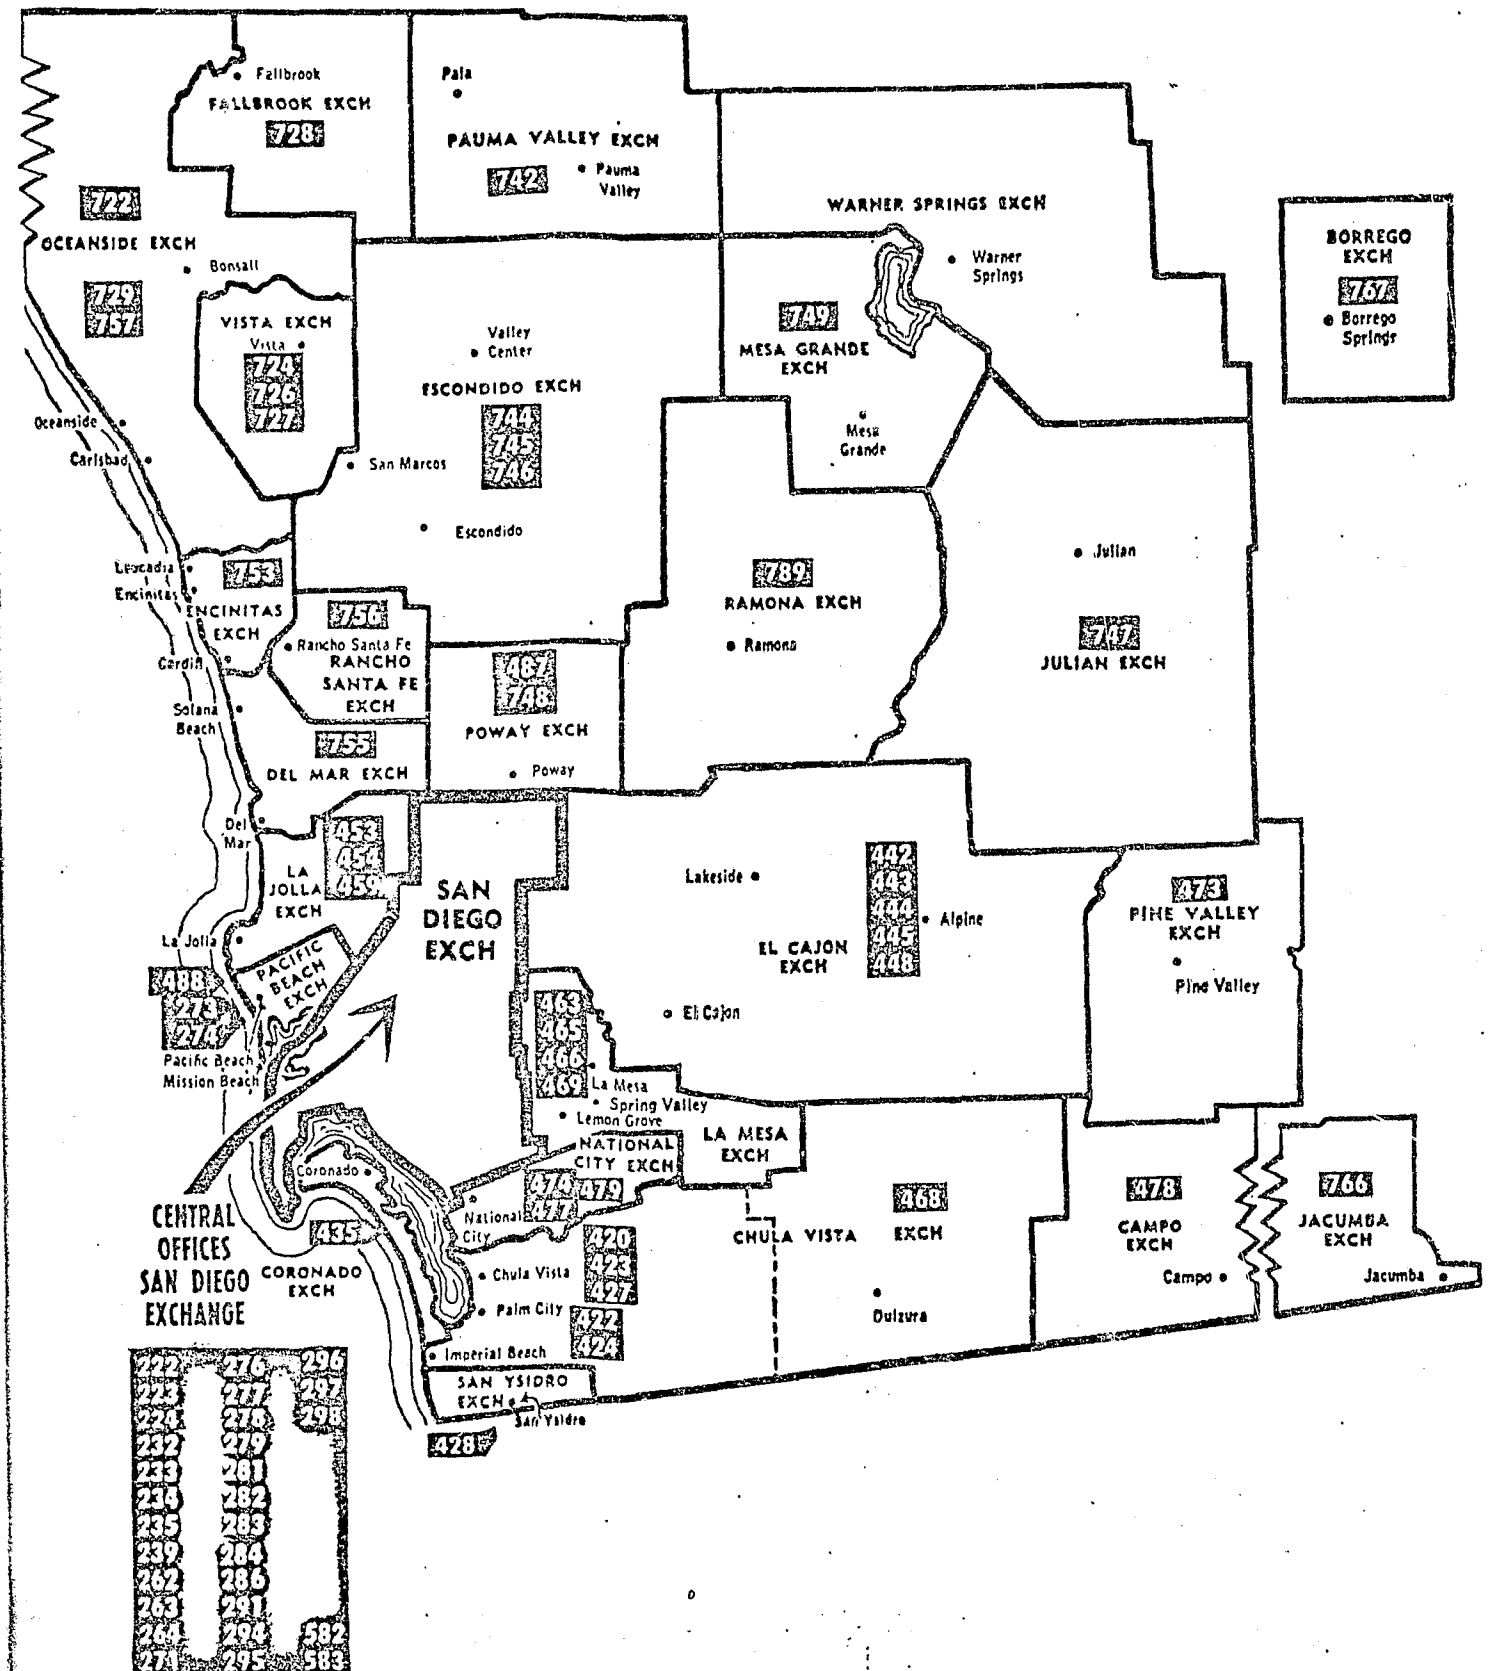 Fallbrook
FALLBROOK EXCH
728
Pala
PAUMA VALLEY EXCH
742
Pauma
Valley
722
OCEANSIDE EXCH
Bonsall
729
757
VISTA EXCH
Vista
724
726
727
Oceanside
Carlsbad
San Marcos
Valley
Center
ESCONDIDO EXCH
744
745
746
Escondido
WARNER SPRINGS EXCH
Warner
Springs
749
MESA GRANDE
EXCH
Mesa
Grande
BORREGO
EXCH
767
Borrego
Springs
Leucadia
Encinitas
753
ENCINITAS
EXCH
Cardiff
756
Rancho Santa Fe
RANCHO
SANTA FE
EXCH
Solana
Beach
755
DEL MAR EXCH
Del
Mar
487
748
POWAY EXCH
Poway
789
RAMONA EXCH
Ramona
Julian
747
JULIAN EXCH
453
454
459
LA
JOLLA
EXCH
La Jolla
SAN
DIEGO
EXCH
PACIFIC
BEACH
EXCH
488
273
274
Pacific Beach
Mission Beach
Lakeside
442
443
444
445
448
Alpine
EL CAJON
EXCH
El Cajon
473
PINE VALLEY
EXCH
Pine Valley
463
465
466
469
La Mesa
Spring Valley
Lemon Grove
LA MESA
EXCH
NATIONAL
CITY EXCH
474
479
477
National
City
Coronado
435
CORONADO
EXCH
CENTRAL
OFFICES
SAN DIEGO
EXCHANGE
420
423
427
Chula Vista
Palm City
422
424
Imperial Beach
SAN YSIDRO
EXCH
San Ysidro
428
468
CHULA VISTA EXCH
Dulzura
478
CAMPO
EXCH
Campo
766
JACUMBA
EXCH
Jacumba
222 276 296
223 277 297
224 278 298
232 279
233 281
234 282
235 283
239 284
262 286
263 291
264 294 582
271 295 583